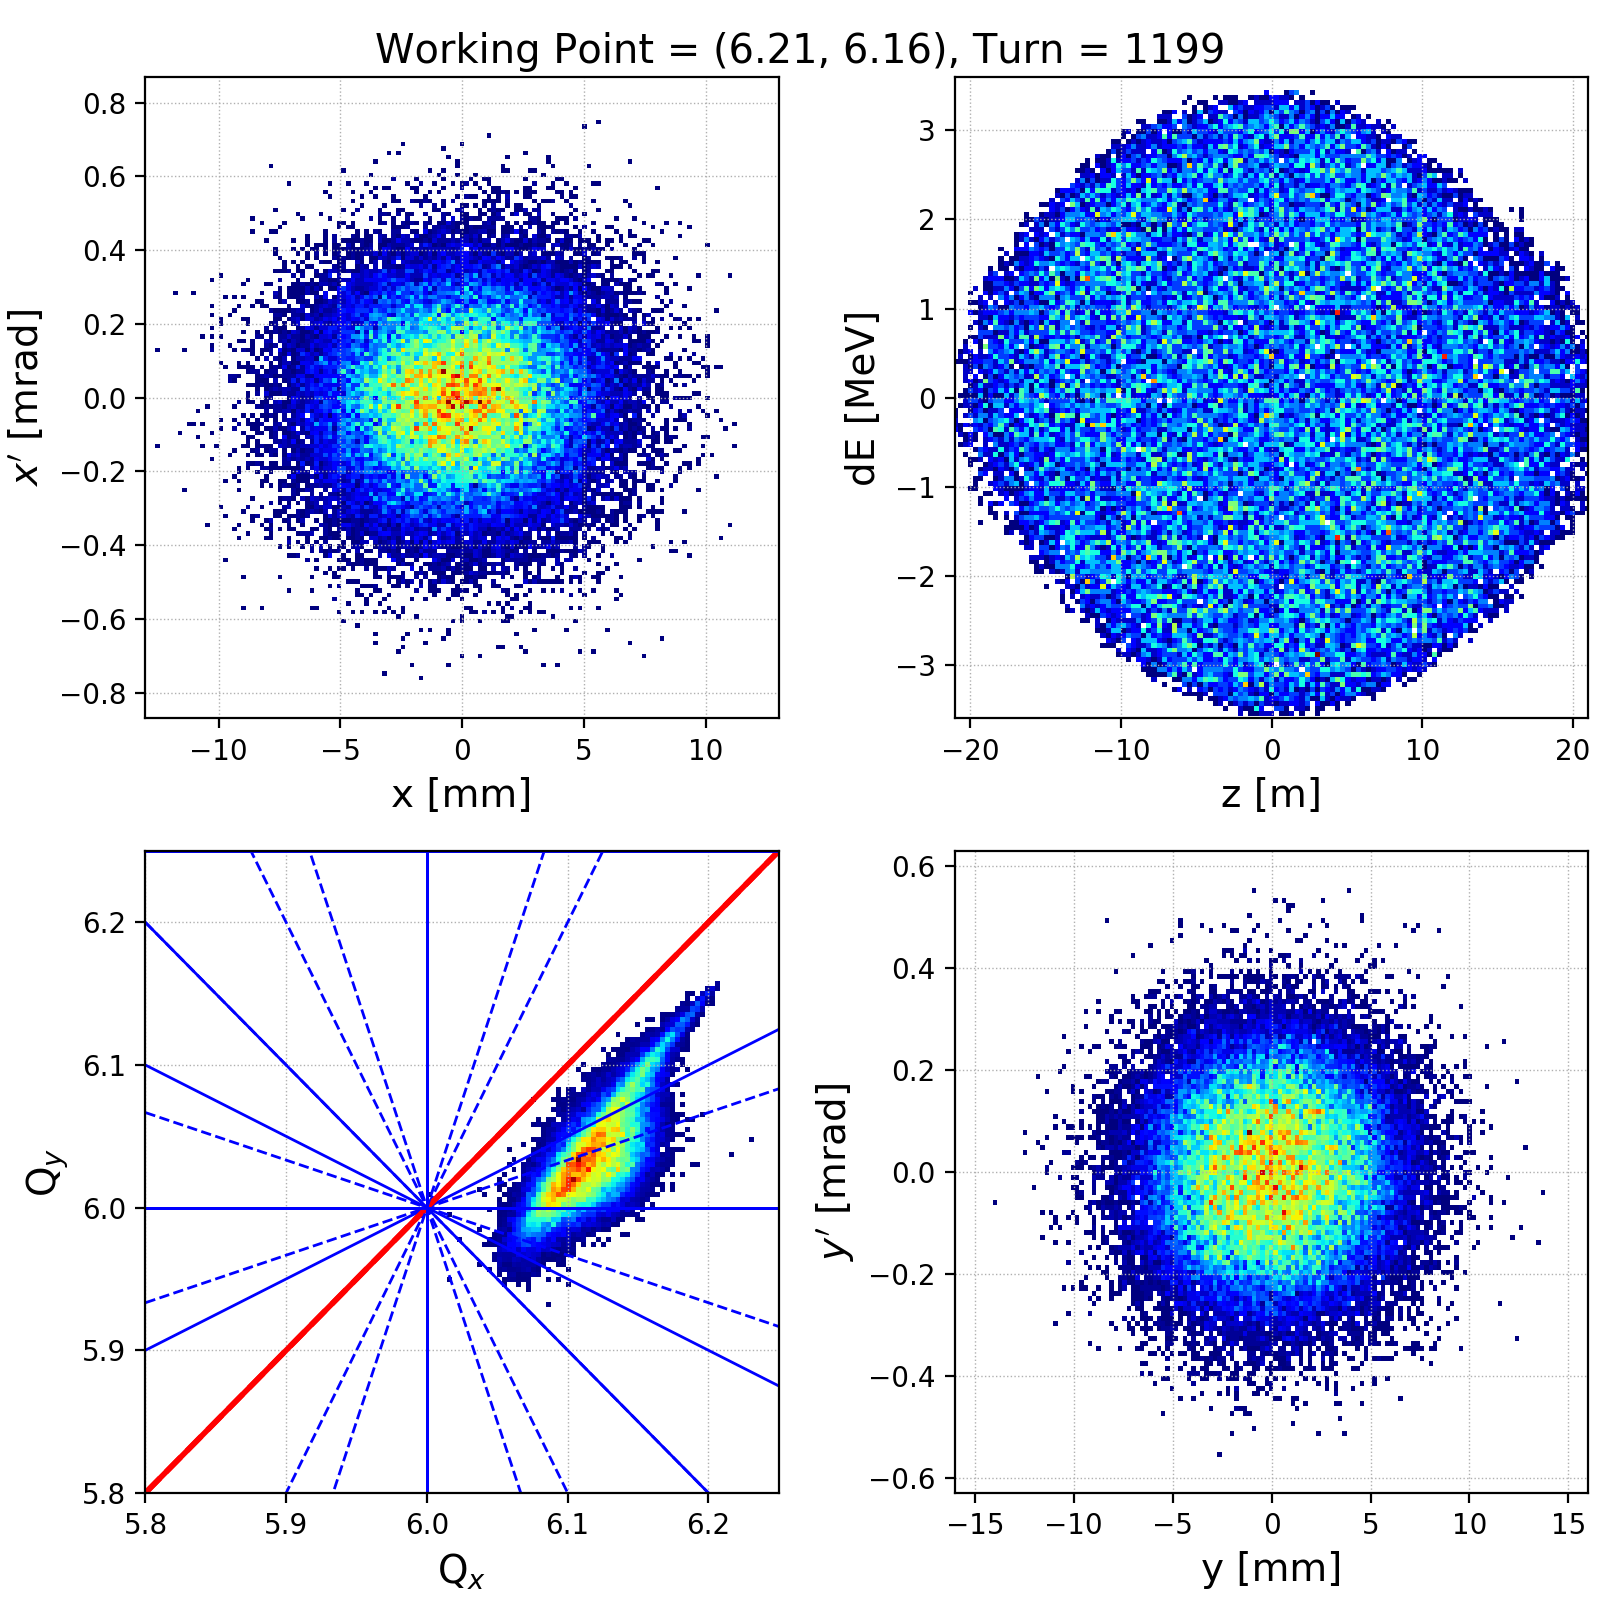 Working Point = (6.21, 6.16), Turn = 1199
0.8
0.6
0.4
0.2
0.0
−0.2
−0.4
−0.6
−0.8
x′ [mrad]
−10 −5 0 5 10
x [mm]
3
2
1
0
−1
−2
−3
dE [MeV]
−20 −10 0 10 20
z [m]
6.2
6.1
6.0
5.9
5.8
Qy
5.8 5.9 6.0 6.1 6.2
Qx
0.6
0.4
0.2
0.0
−0.2
−0.4
−0.6
y′ [mrad]
−15 −10 −5 0 5 10 15
y [mm]